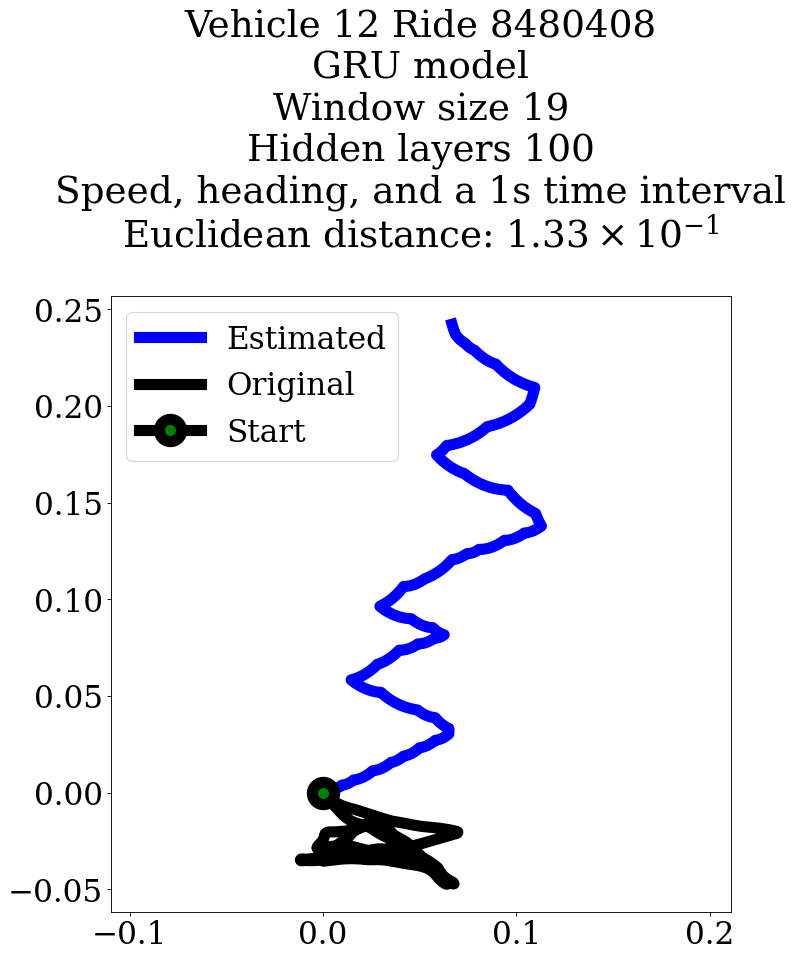 Vehicle 12 Ride 8480408
GRU model
Window size 19
Hidden layers 100
Speed, heading, and a 1s time interval
Euclidean distance: 1.33 × 10⁻¹
Estimated
Original
Start
0.25
0.20
0.15
0.10
0.05
0.00
−0.05
−0.1
0.0
0.1
0.2